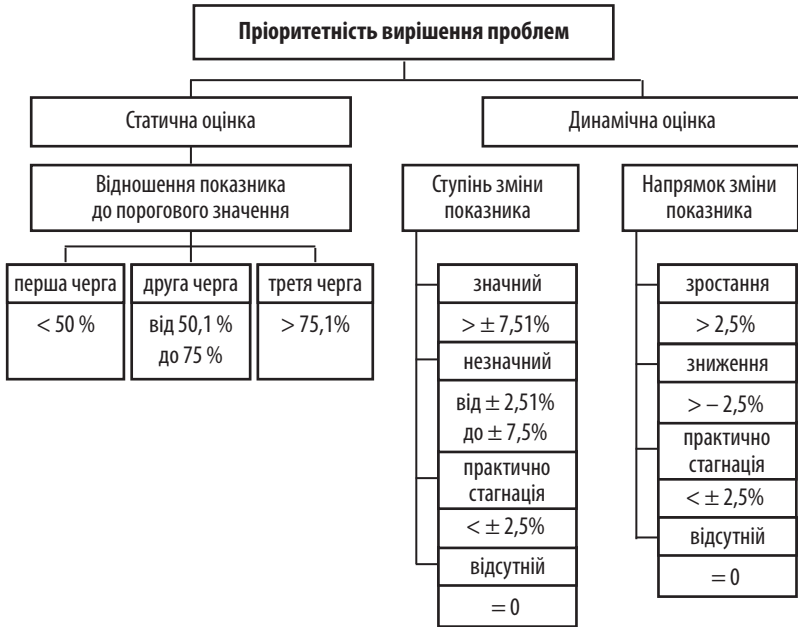 Пріоритетність вирішення проблем
Статична оцінка
Динамічна оцінка
Відношення показника
до порогового значення
перша черга
< 50 %
друга черга
від 50,1 %
до 75 %
третя черга
> 75,1%
Ступінь зміни
показника
значний
> ± 7,51%
незначний
від ± 2,51%
до ± 7,5%
практично
стагнація
< ± 2,5%
відсутній
= 0
Напрямок зміни
показника
зростання
> 2,5%
зниження
> – 2,5%
практично
стагнація
< ± 2,5%
відсутній
= 0